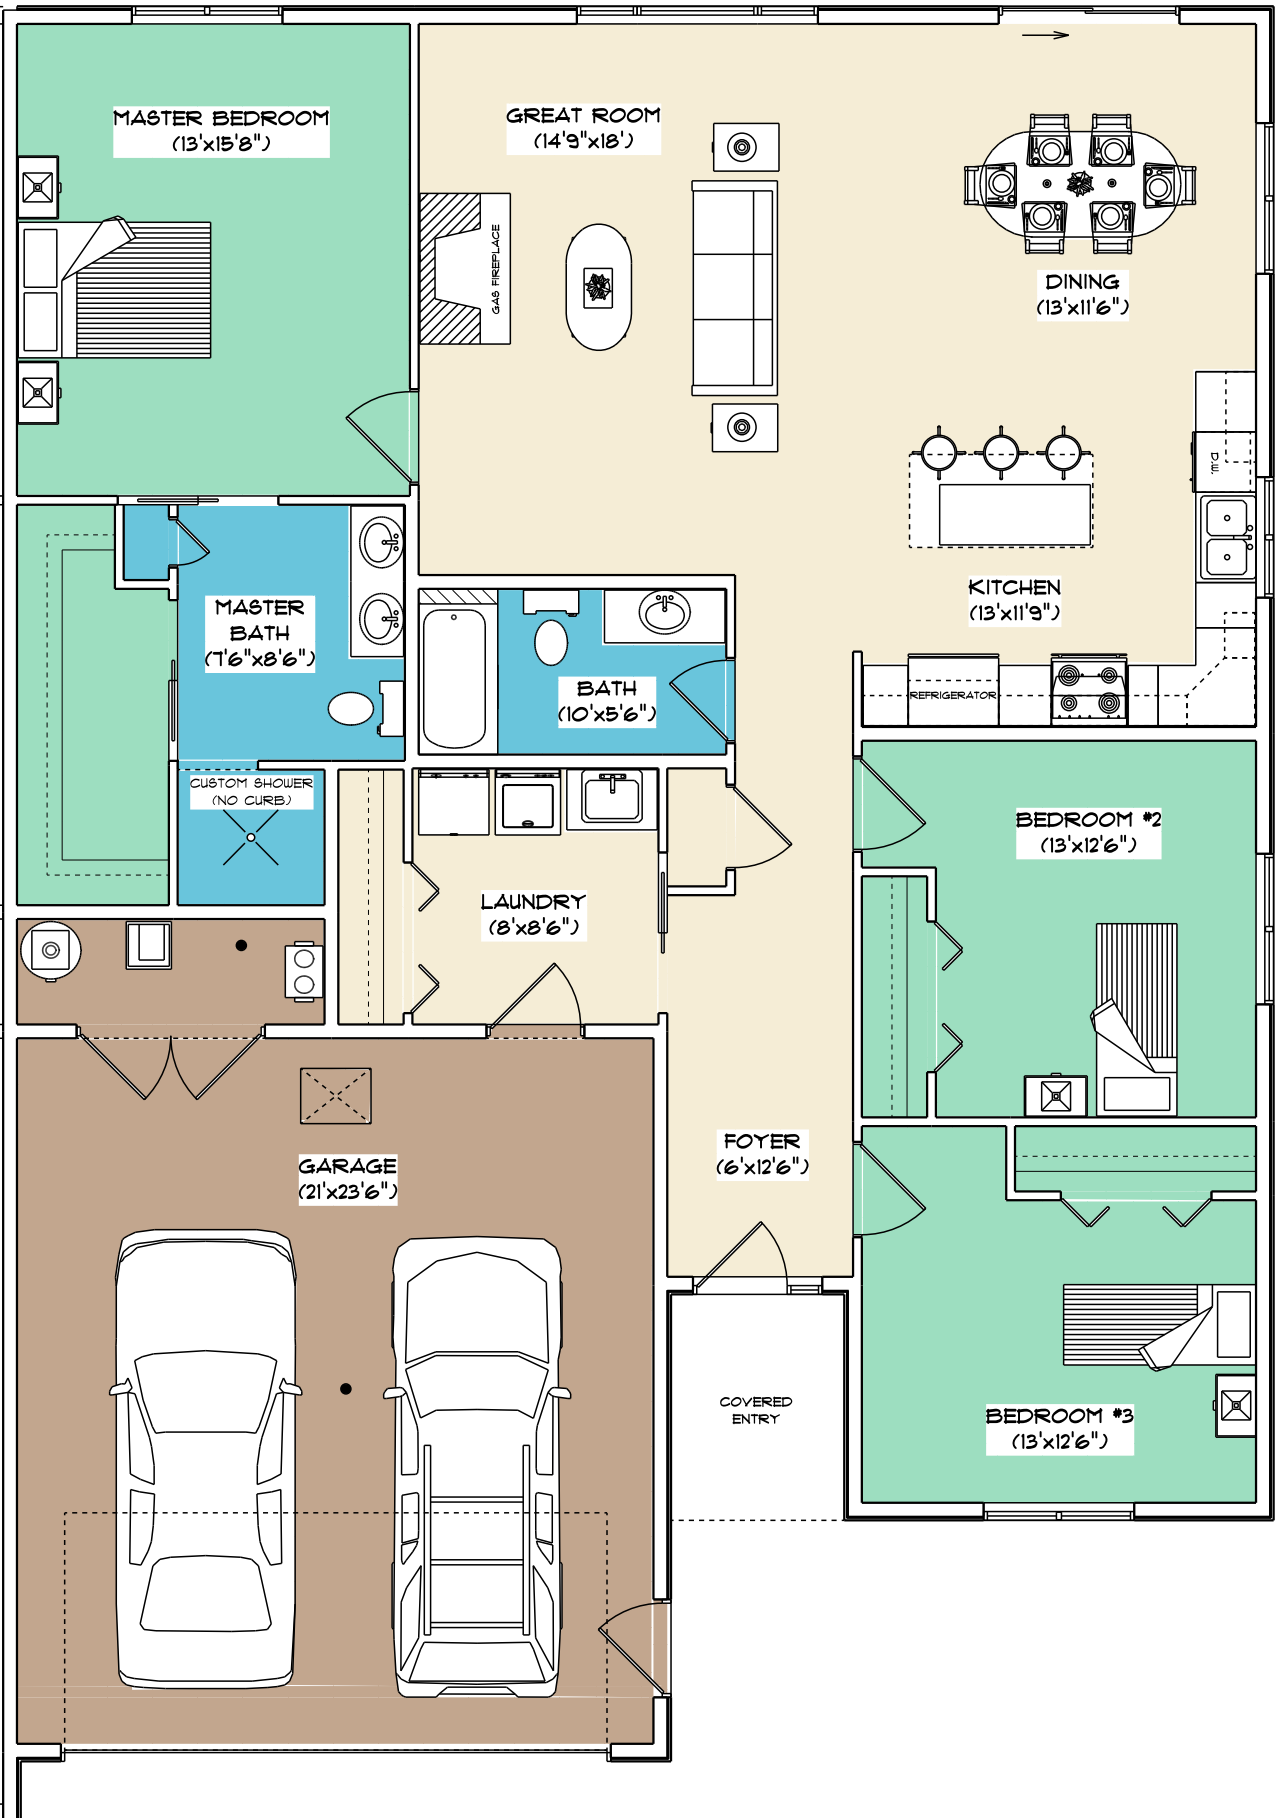 MASTER BEDROOM
(13'x15'8")
GREAT ROOM
(14'9"x18')
GAS FIREPLACE
DINING
(13'x11'6")
D.W.
KITCHEN
(13'x11'9")
REFRIGERATOR
MASTER
BATH
(7'6"x8'6")
BATH
(10'x5'6")
CUSTOM SHOWER
(NO CURB)
BEDROOM #2
(13'x12'6")
LAUNDRY
(8'x8'6")
FOYER
(6'x12'6")
GARAGE
(21'x23'6")
COVERED
ENTRY
BEDROOM #3
(13'x12'6")